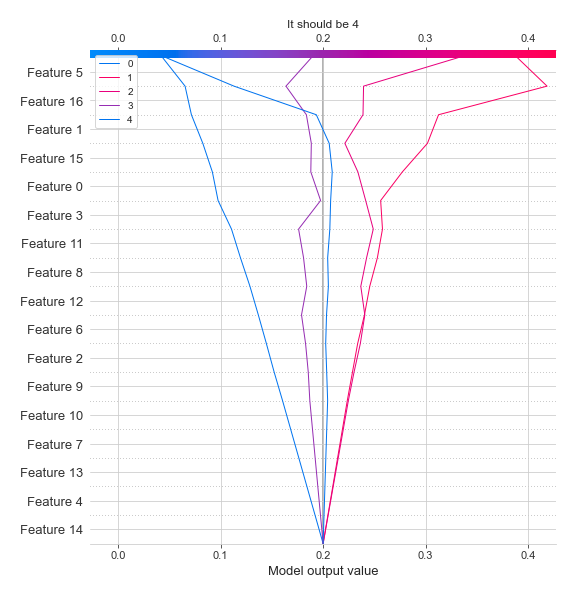 It should be 4
0.0 0.1 0.2 0.3 0.4
0
1
2
3
4
Feature 5
Feature 16
Feature 1
Feature 15
Feature 0
Feature 3
Feature 11
Feature 8
Feature 12
Feature 6
Feature 2
Feature 9
Feature 10
Feature 7
Feature 13
Feature 4
Feature 14
0.0 0.1 0.2 0.3 0.4
Model output value